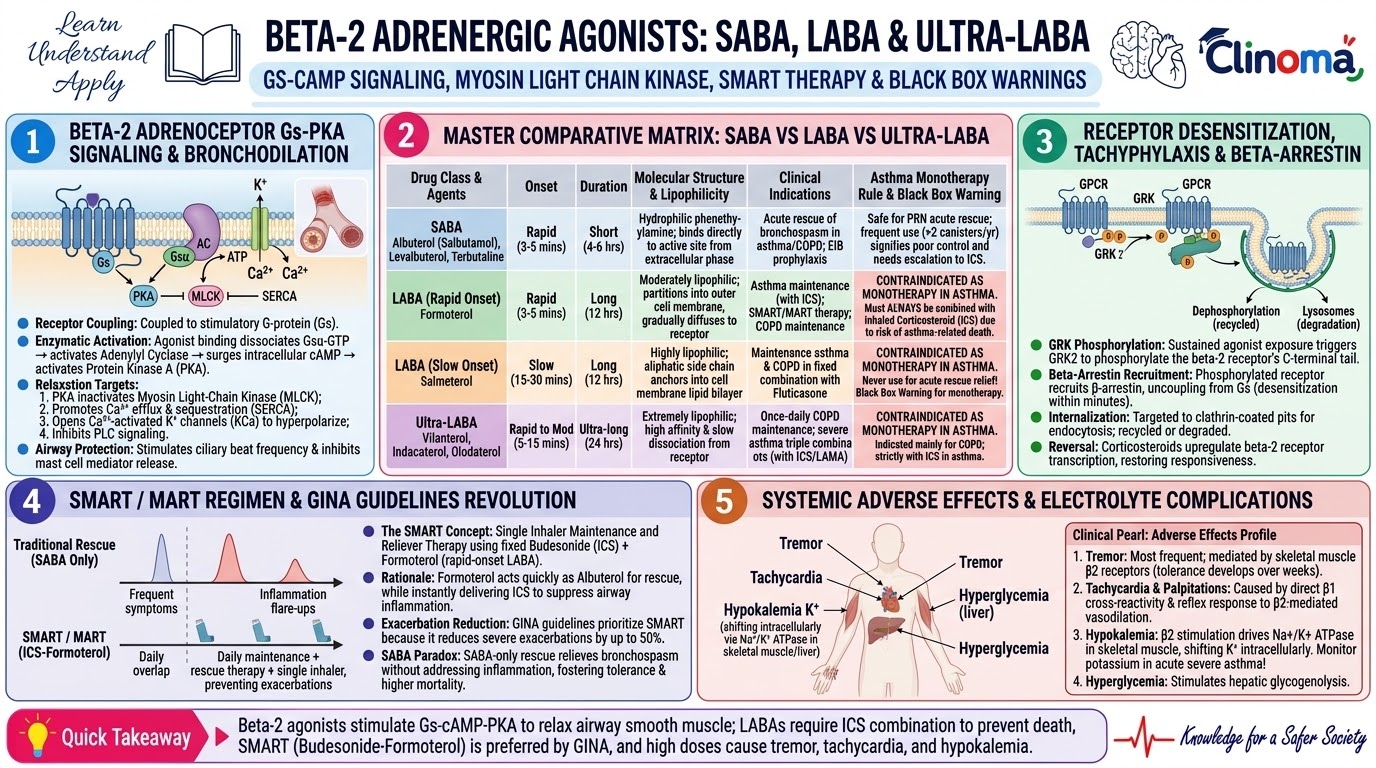 Learn
Understand
Apply
BETA-2 ADRENERGIC AGONISTS: SABA, LABA & ULTRA-LABA
GS-CAMP SIGNALING, MYOSIN LIGHT CHAIN KINASE, SMART THERAPY & BLACK BOX WARNINGS
Clinoma
1
BETA-2 ADRENOCEPTOR Gs-PKA
SIGNALING & BRONCHODILATION
K⁺
AC
Gs
Gsα
ATP
Ca²⁺
Ca²⁺
PKA
MLCK
SERCA
Receptor Coupling: Coupled to stimulatory G-protein (Gs).
Enzymatic Activation: Agonist binding dissociates Gsu-GTP
→ activates Adenylyl Cyclase → surges intracellular cAMP →
activates Protein Kinase A (PKA).
Relaxstion Targets:
1. PKA inactivates Myosin Light-Chain Kinase (MLCK);
2. Promotes Ca²⁺ efflux & sequestration (SERCA);
3. Opens Ca²⁺-activated K⁺ channels (KCa) to hyperpolarize;
4. Inhibits PLC signaling.
Airway Protection: Stimulates ciliary beat frequency & inhibits
mast cell mediator release.
2
MASTER COMPARATIVE MATRIX: SABA VS LABA VS ULTRA-LABA
Drug Class &
Agents
Onset
Duration
Molecular Structure
& Lipophilicity
Clinical
Indications
Asthma Monotherapy
Rule & Black Box Warning
SABA
Albuterol (Salbutamol),
Levalbuterol, Terbutaline
Rapid
(3-5 mins)
Short
(4-6 hrs)
Hydrophilic phenethy-
ylamine; binds directly
to active site from
extracellular phase
Acute rescue of
bronchospasm in
asthma/COPD; EIB
prophylaxis
Safe for PRN acute rescue;
frequent use (+2 canisters/yr)
signifies poor control and
needs escalation to ICS.
LABA (Rapid Onset)
Formoterol
Rapid
(3-5 mins)
Long
(12 hrs)
Moderately lipophilic;
partitions into outer
cell membrane,
gradually diffuses to
receptor
Asthma maintenance
(with ICS);
SMART/MART therapy;
COPD maintenance
CONTRAINDICATED AS
MONOTHERAPY IN ASTHMA.
Must ALNAYS be sonibined with
Inhaled Corticosteroid (ICS) due
to risk of asthma-related death.
LABA (Slow Onset)
Salmeterol
Slow
(15-30 mins)
Long
(12 hrs)
Highly lipophilic;
aliphatic side chain
anchors into cell
membrane lipid bilayer
Maintenance ssthma
& COPD in fixed
combination with
Fluticasone
CONTRAINDICATED AS
MONOTHERAPY IN ASTHMA.
Never use for acute rescue relief!
Black Box Warning for monotherapy.
Ultra-LABA
Vilanterol,
Indacaterol, Olodaterol
Rapid to Mod
(5-15 mins)
Ultra-long
(24 hrs)
Extremely lipophilic;
high affinity & slow
dissociation from
receptor
Once-daily COPD
maintenance; severe
asthma triple combina
ots (with ICS/LAMA)
CONTRAINDICATED AS
MONOTHERAPY IN ASTHMA.
Indicsted mainly for COPD;
strictly with ICS in asthma.
3
RECEPTOR DESENSITIZATION,
TACHYPHYLAXIS & BETA-ARRESTIN
GPCR
GRK
GPCR
GRK 2
Dephosphorylation
(recycled)
Lysosomes
(degradation)
GRK Phosphorylation: Sustained agonist exposure triggers
GRK2 to phosphorylate the beta-2 receptor's C-terminal tail.
Beta-Arrestin Recruitment: Phosphorylated receptor
recruits β-arrestin, uncoupling from Gs (desensitization
within minutes).
Internalization: Targeted to clathrin-coated pits for
endocytosis; recycled or degraded.
Reversal: Corticosteroids upregulate beta-2 receptor
transcription, restoring responsiveness.
4
SMART / MART REGIMEN & GINA GUIDELINES REVOLUTION
Traditional Rescue
(SABA Only)
Frequent
symptoms
Inflammation
flare-ups
SMART / MART
(ICS-Formoterol)
Daily
overlap
Daily maintenance +
rescue therapy + single inhaler,
preventing exacerbations
The SMART Concept: Single Inhaler Maintenance and
Reliever Therapy using fixed Budesonide (ICS) +
Formoterol (rapid-onset LABA).
Rationale: Formoterol acts quickly as Albuterol for rescue,
while instantly delivering ICS to suppress airway
inflammation.
Exacerbation Reduction: GINA guidelines prioritize SMART
because it reduces severe exacerbations by up to 50%.
SABA Paradox: SABA-only rescue relieves bronchospasm
without addressing inflammation, fostering tolerance &
higher mortality.
5
SYSTEMIC ADVERSE EFFECTS & ELECTROLYTE COMPLICATIONS
Tremor
Tachycardia
Hypokalemia K⁺
(shifting intracellularly
vie Na⁺/K⁺ ATPase in
skeletal muscle/liver)
Tremor
Hyperglycemia
(liver)
Hyperglycemia
Clinical Pearl: Adverse Effects Profile
1. Tremor: Most frequent; mediated by skeletal muscle
β2 receptors (tolerance develops over weeks).
2. Tachycardia & Palpitations: Caused by direct β1
cross-reactivity & reflex response to β2-mediated
vasodilation.
3. Hypokalemia: β2 stimulation drives Na+/K+ ATPase
in skeletal muscle, shifting K⁺ intracellularly. Monitor
potassium in acute severe asthma!
4. Hyperglycemia: Stimulates hepatic glycogenolysis.
Quick Takeaway
Beta-2 agonists stimulate Gs-cAMP-PKA to relax airway smooth muscle; LABAs require ICS combination to prevent death,
SMART (Budesonide-Formoterol) is preferred by GINA, and high doses cause tremor, tachycardia, and hypokalemia.
Knowledge for a Safer Society